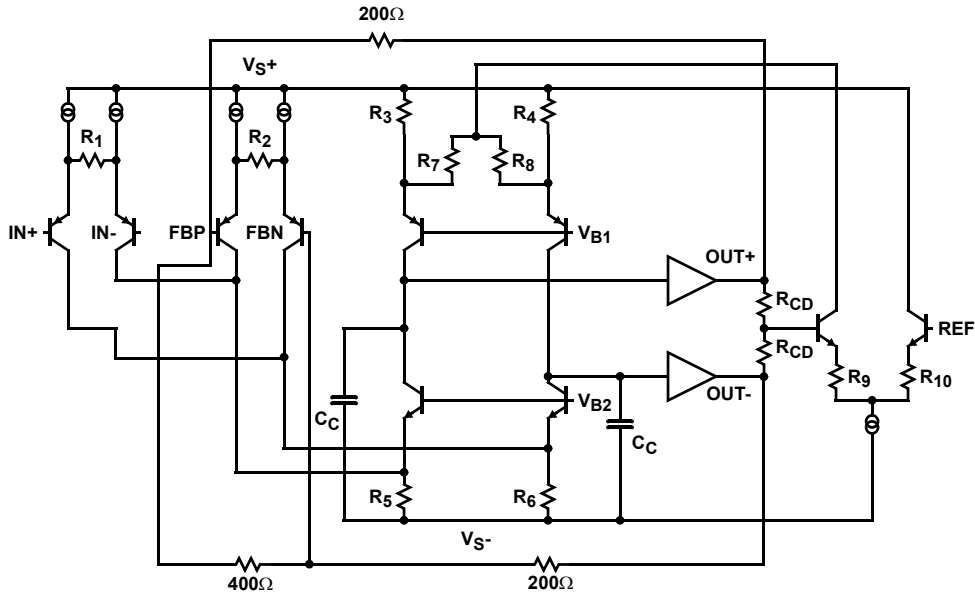 200Ω
VS+
R3
R4
R1
R2
R7
R8
IN+
IN-
FBP
FBN
VB1
OUT+
RCD
RCD
REF
VB2
OUT-
R9
R10
CC
CC
R5
R6
VS-
400Ω
200Ω